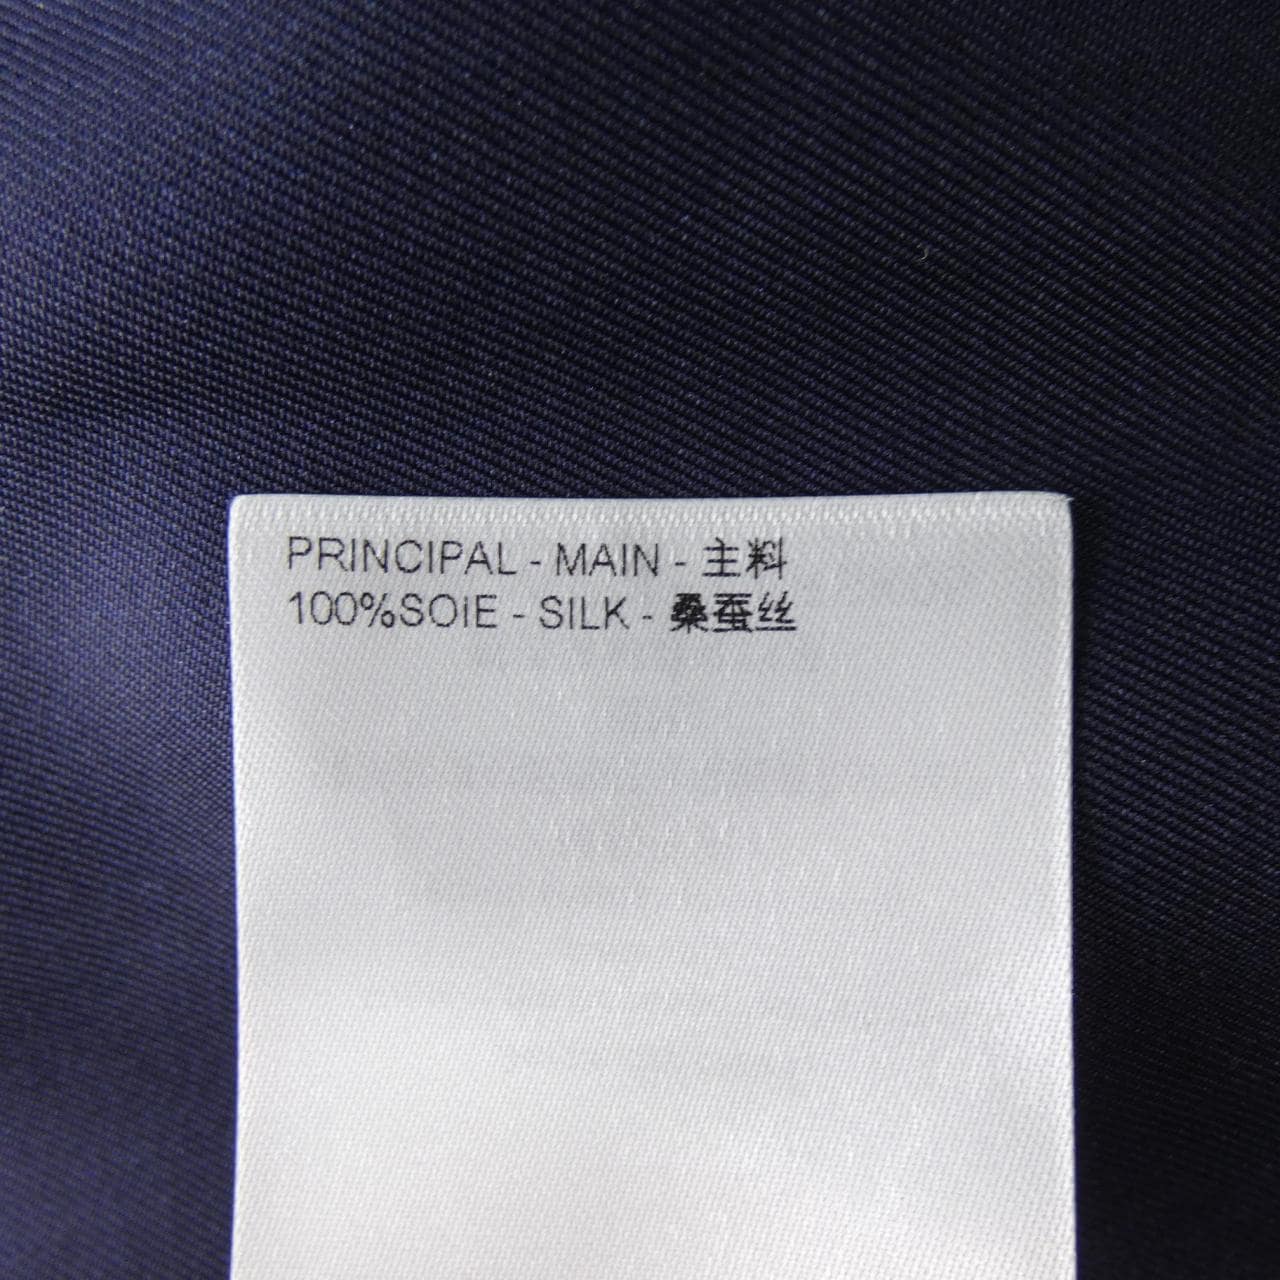 PRINCIPAL - MAIN - 主料
100%SOIE - SILK - 桑蚕丝